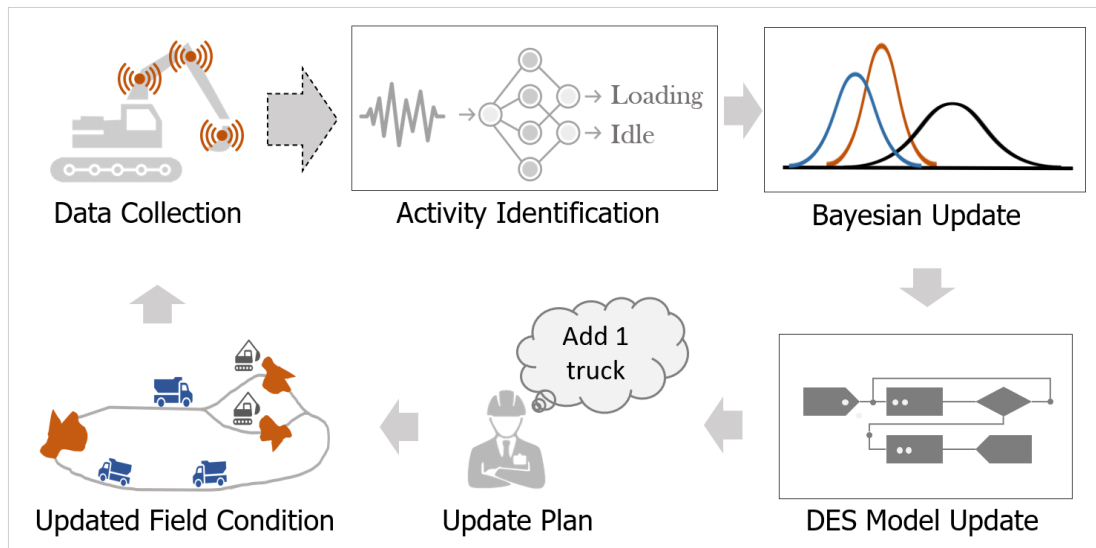 Loading
Idle
Data Collection
Activity Identification
Bayesian Update
Add 1
truck
Updated Field Condition
Update Plan
DES Model Update